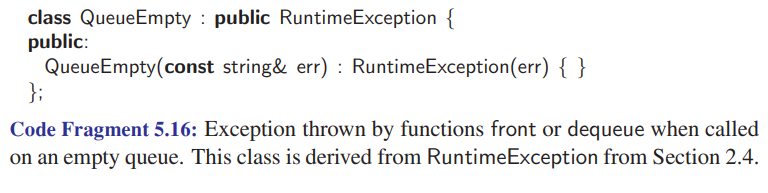 class QueueEmpty : public RuntimeException {
public:
QueueEmpty(const string& err) : RuntimeException(err) { }
};
Code Fragment 5.16: Exception thrown by functions front or dequeue when called
on an empty queue. This class is derived from RuntimeException from Section 2.4.